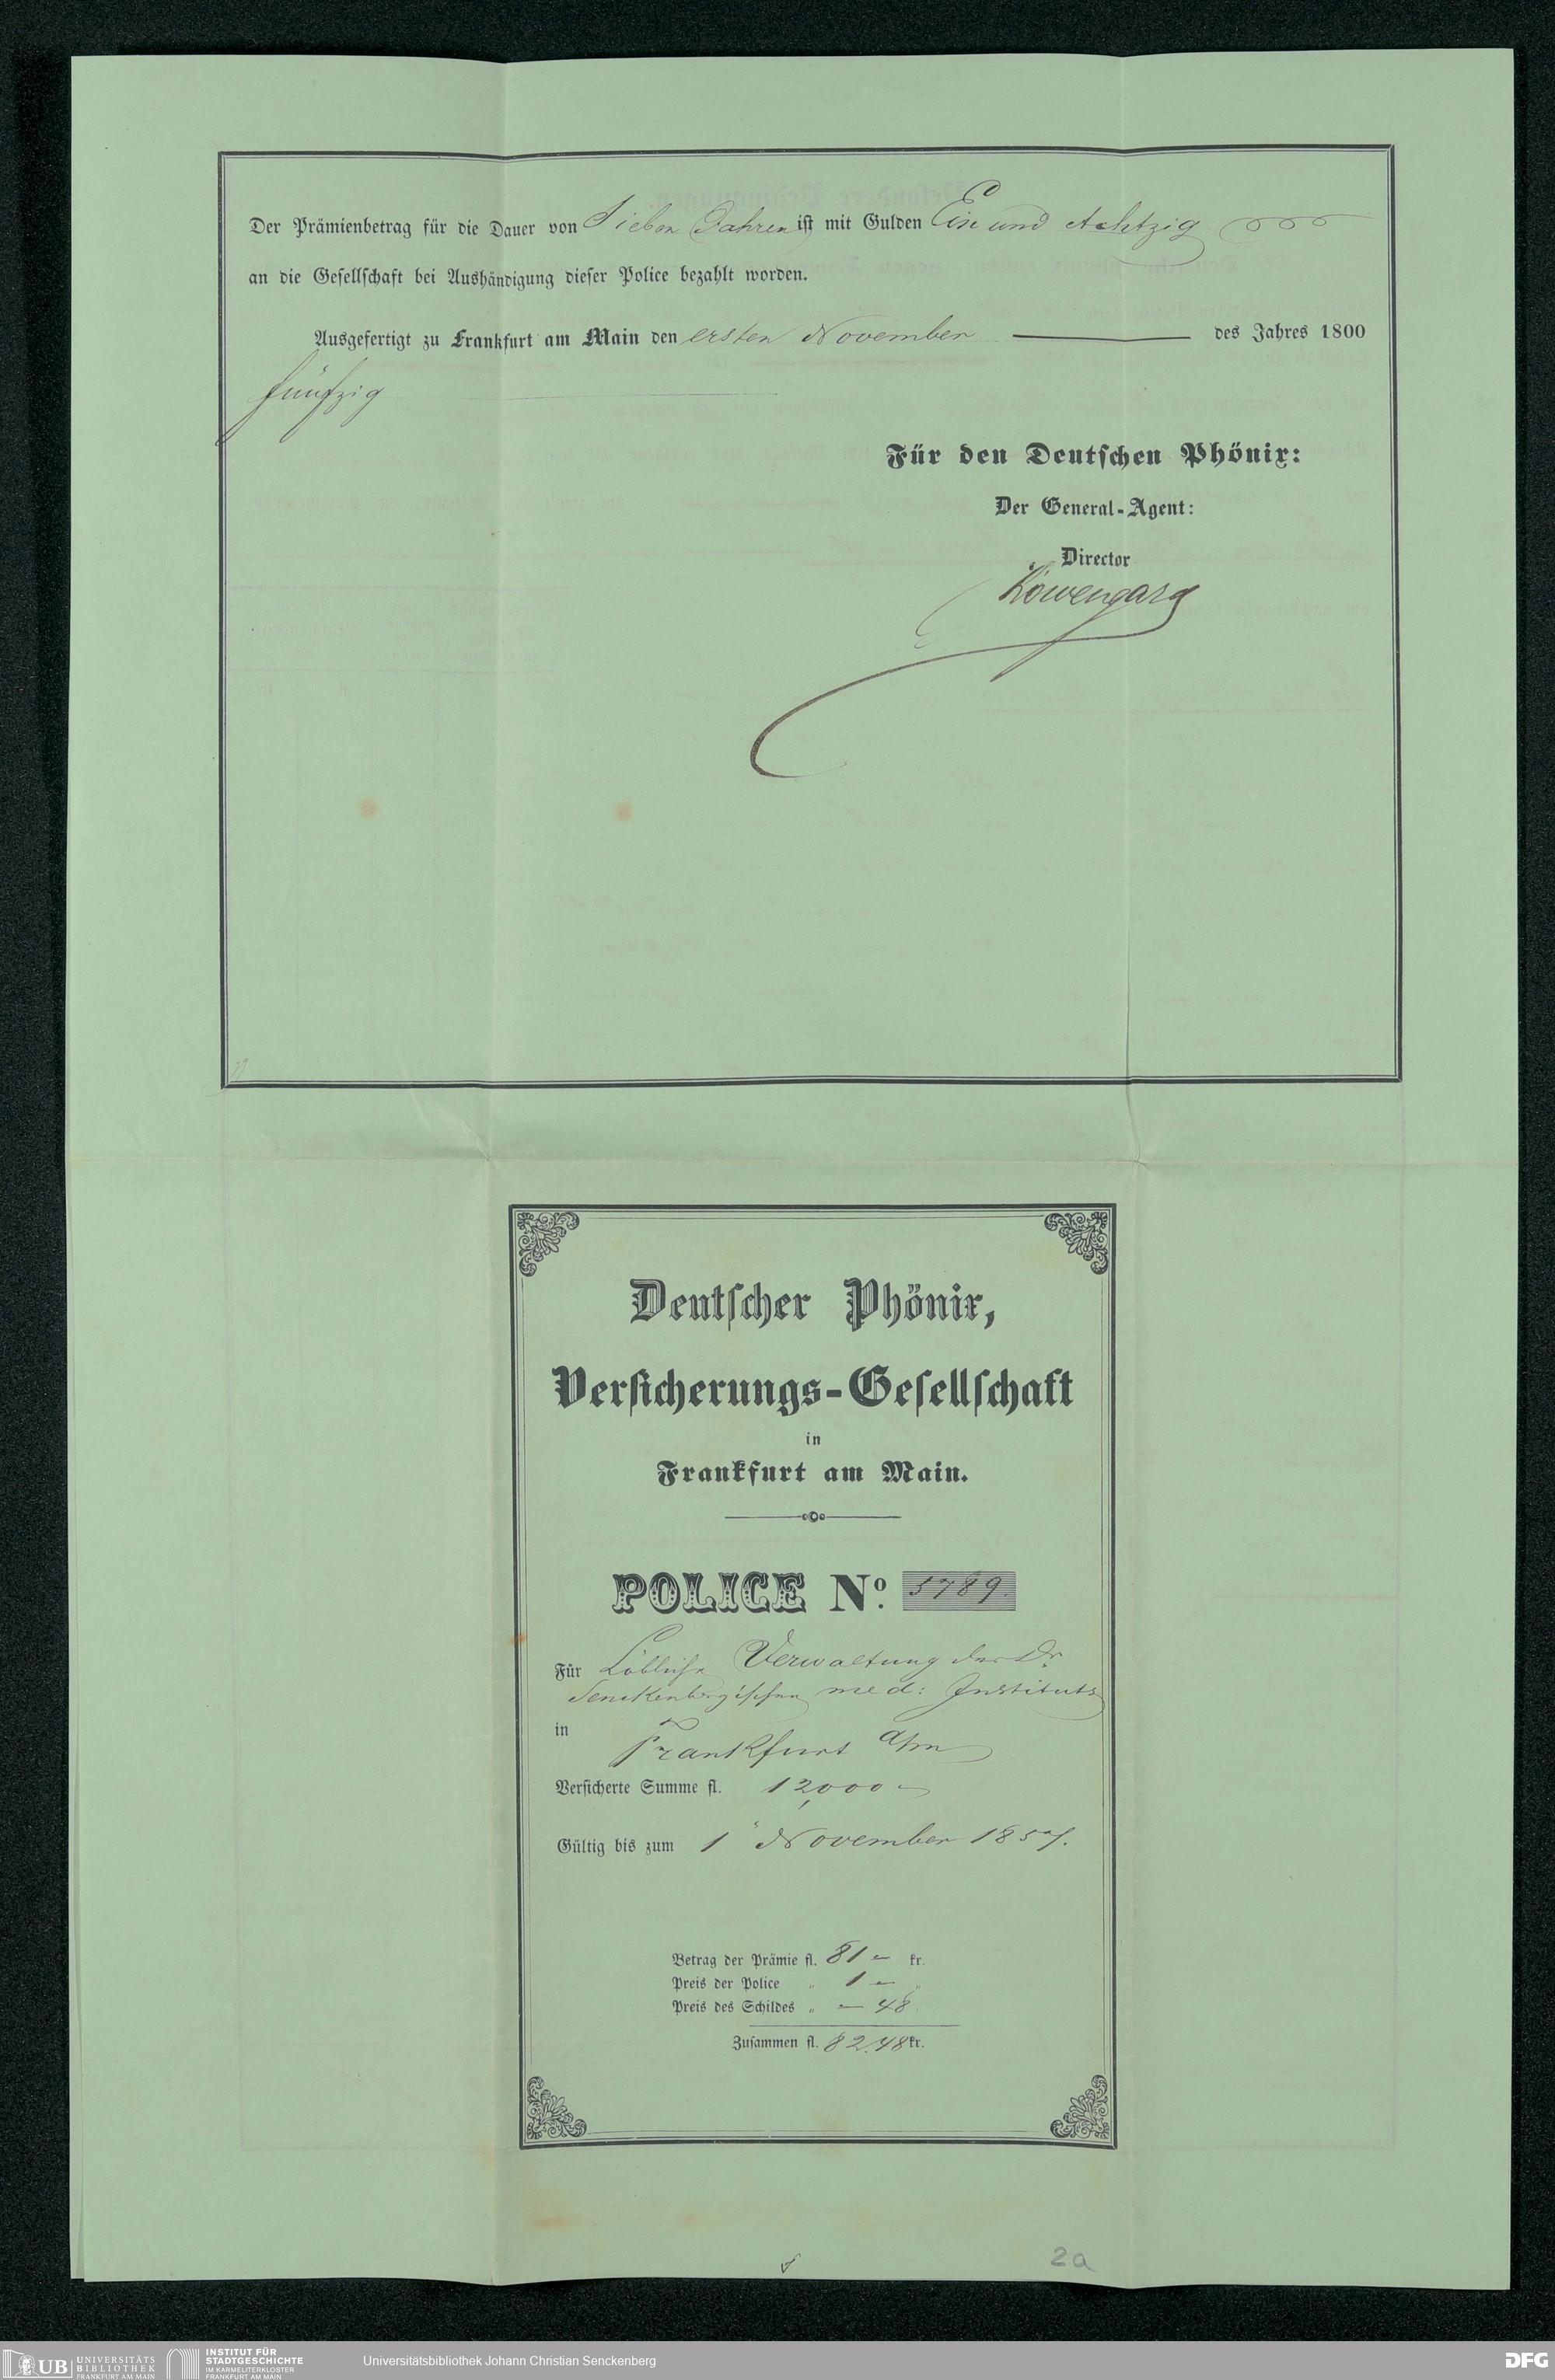 Der Prämienbetrag für die Dauer von Sieben Jahren ist mit Gulden Ein und Achtzig
an die Gesellschaft bei Aushändigung dieser Police bezahlt worden.
Ausgefertigt zu Frankfurt am Main den ersten November des Jahres 1800
fünfzig
Für den Deutschen Phönix:
Der General-Agent:
Director
Löwengard
Deutscher Phönix,
Versicherungs-Gesellschaft
in
Frankfurt am Main.
POLICE No. 5789.
Für Löbliche Verwaltung der Dr.
Senckenberg'schen med: Instituts
in Frankfurt a/m
Versicherte Summe fl. 12,000 -
Gültig bis zum 1 November 1857.
Betrag der Prämie fl. 81 - kr.
Preis der Police „ 1 - „
Preis des Schildes „ - 48.
Zusammen fl. 82.48 kr.
2a
UB UNIVERSITÄTS
BIBLIOTHEK
FRANKFURT AM MAIN
INSTITUT FÜR
STADTGESCHICHTE
IM KARMELITERKLOSTER
FRANKFURT AM MAIN
Universitätsbibliothek Johann Christian Senckenberg
DFG